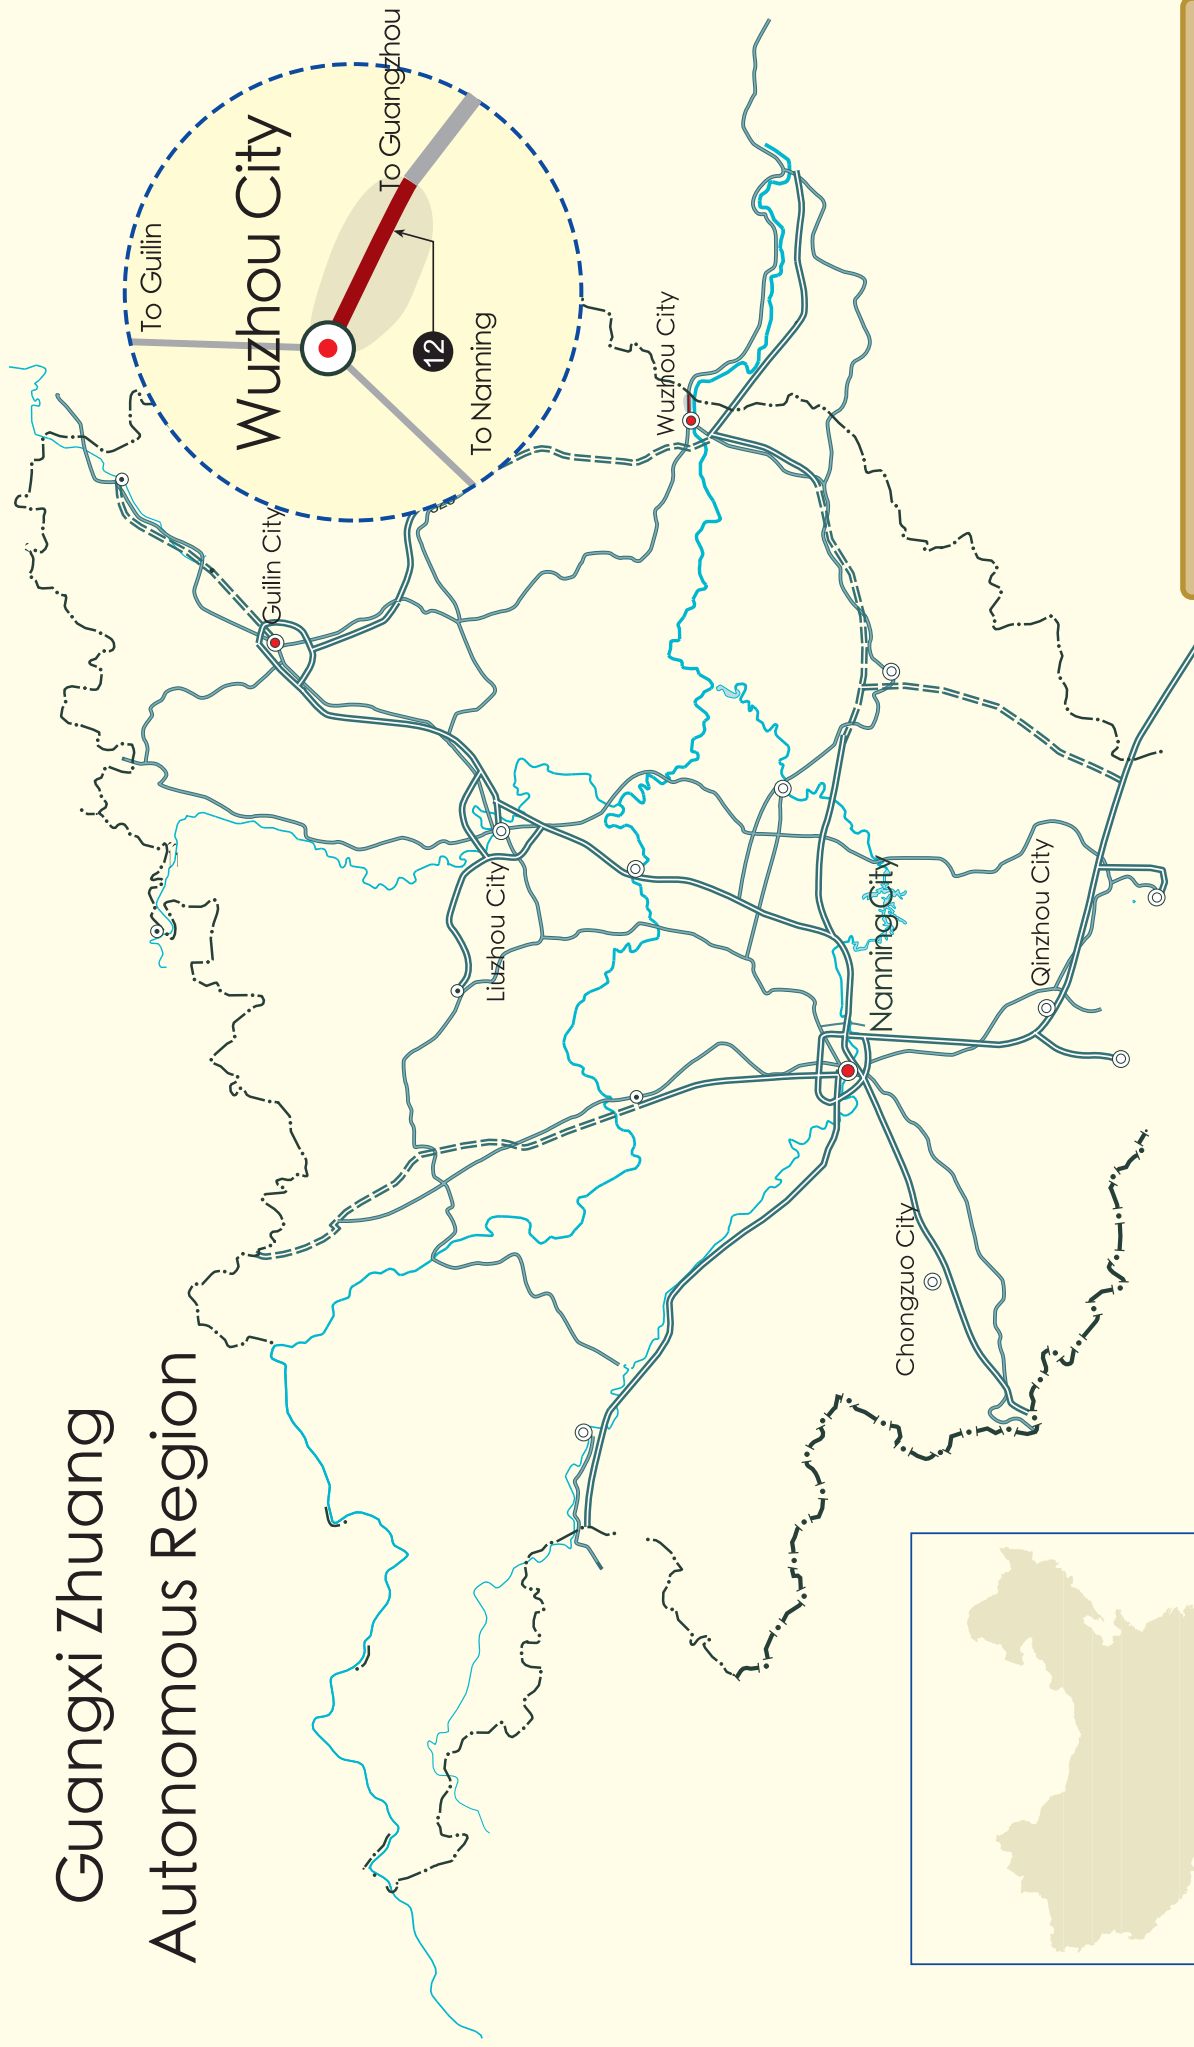 Guangxi Zhuang
Autonomous Region
Wuzhou City
To Guilin
To Guangzhou
12
To Nanning
Guilin City
Wuzhou City
Liuzhou City
Nanning City
Qinzhou City
Chongzuo City